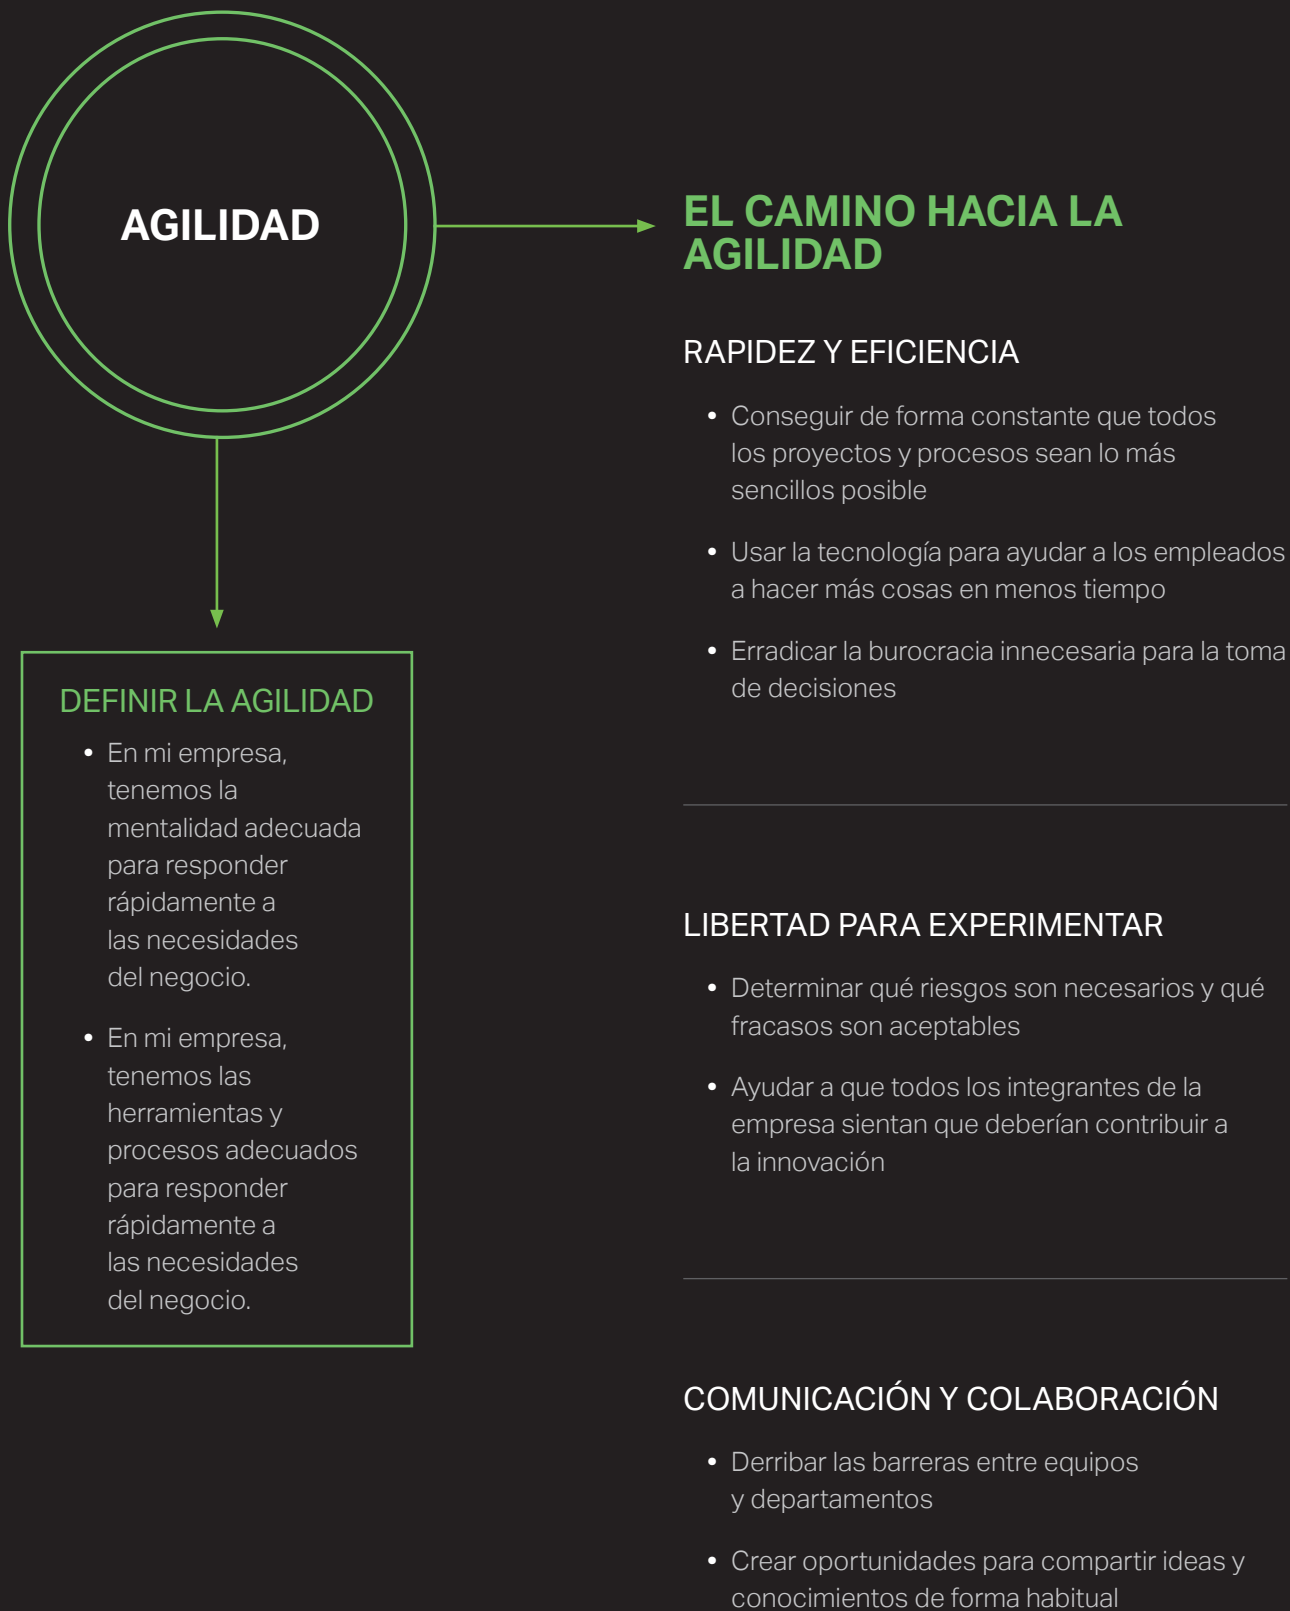 AGILIDAD
DEFINIR LA AGILIDAD
• En mi empresa,
tenemos la
mentalidad adecuada
para responder
rápidamente a
las necesidades
del negocio.
• En mi empresa,
tenemos las
herramientas y
procesos adecuados
para responder
rápidamente a
las necesidades
del negocio.
EL CAMINO HACIA LA
AGILIDAD
RAPIDEZ Y EFICIENCIA
• Conseguir de forma constante que todos
los proyectos y procesos sean lo más
sencillos posible
• Usar la tecnología para ayudar a los empleados
a hacer más cosas en menos tiempo
• Erradicar la burocracia innecesaria para la toma
de decisiones
LIBERTAD PARA EXPERIMENTAR
• Determinar qué riesgos son necesarios y qué
fracasos son aceptables
• Ayudar a que todos los integrantes de la
empresa sientan que deberían contribuir a
la innovación
COMUNICACIÓN Y COLABORACIÓN
• Derribar las barreras entre equipos
y departamentos
• Crear oportunidades para compartir ideas y
conocimientos de forma habitual